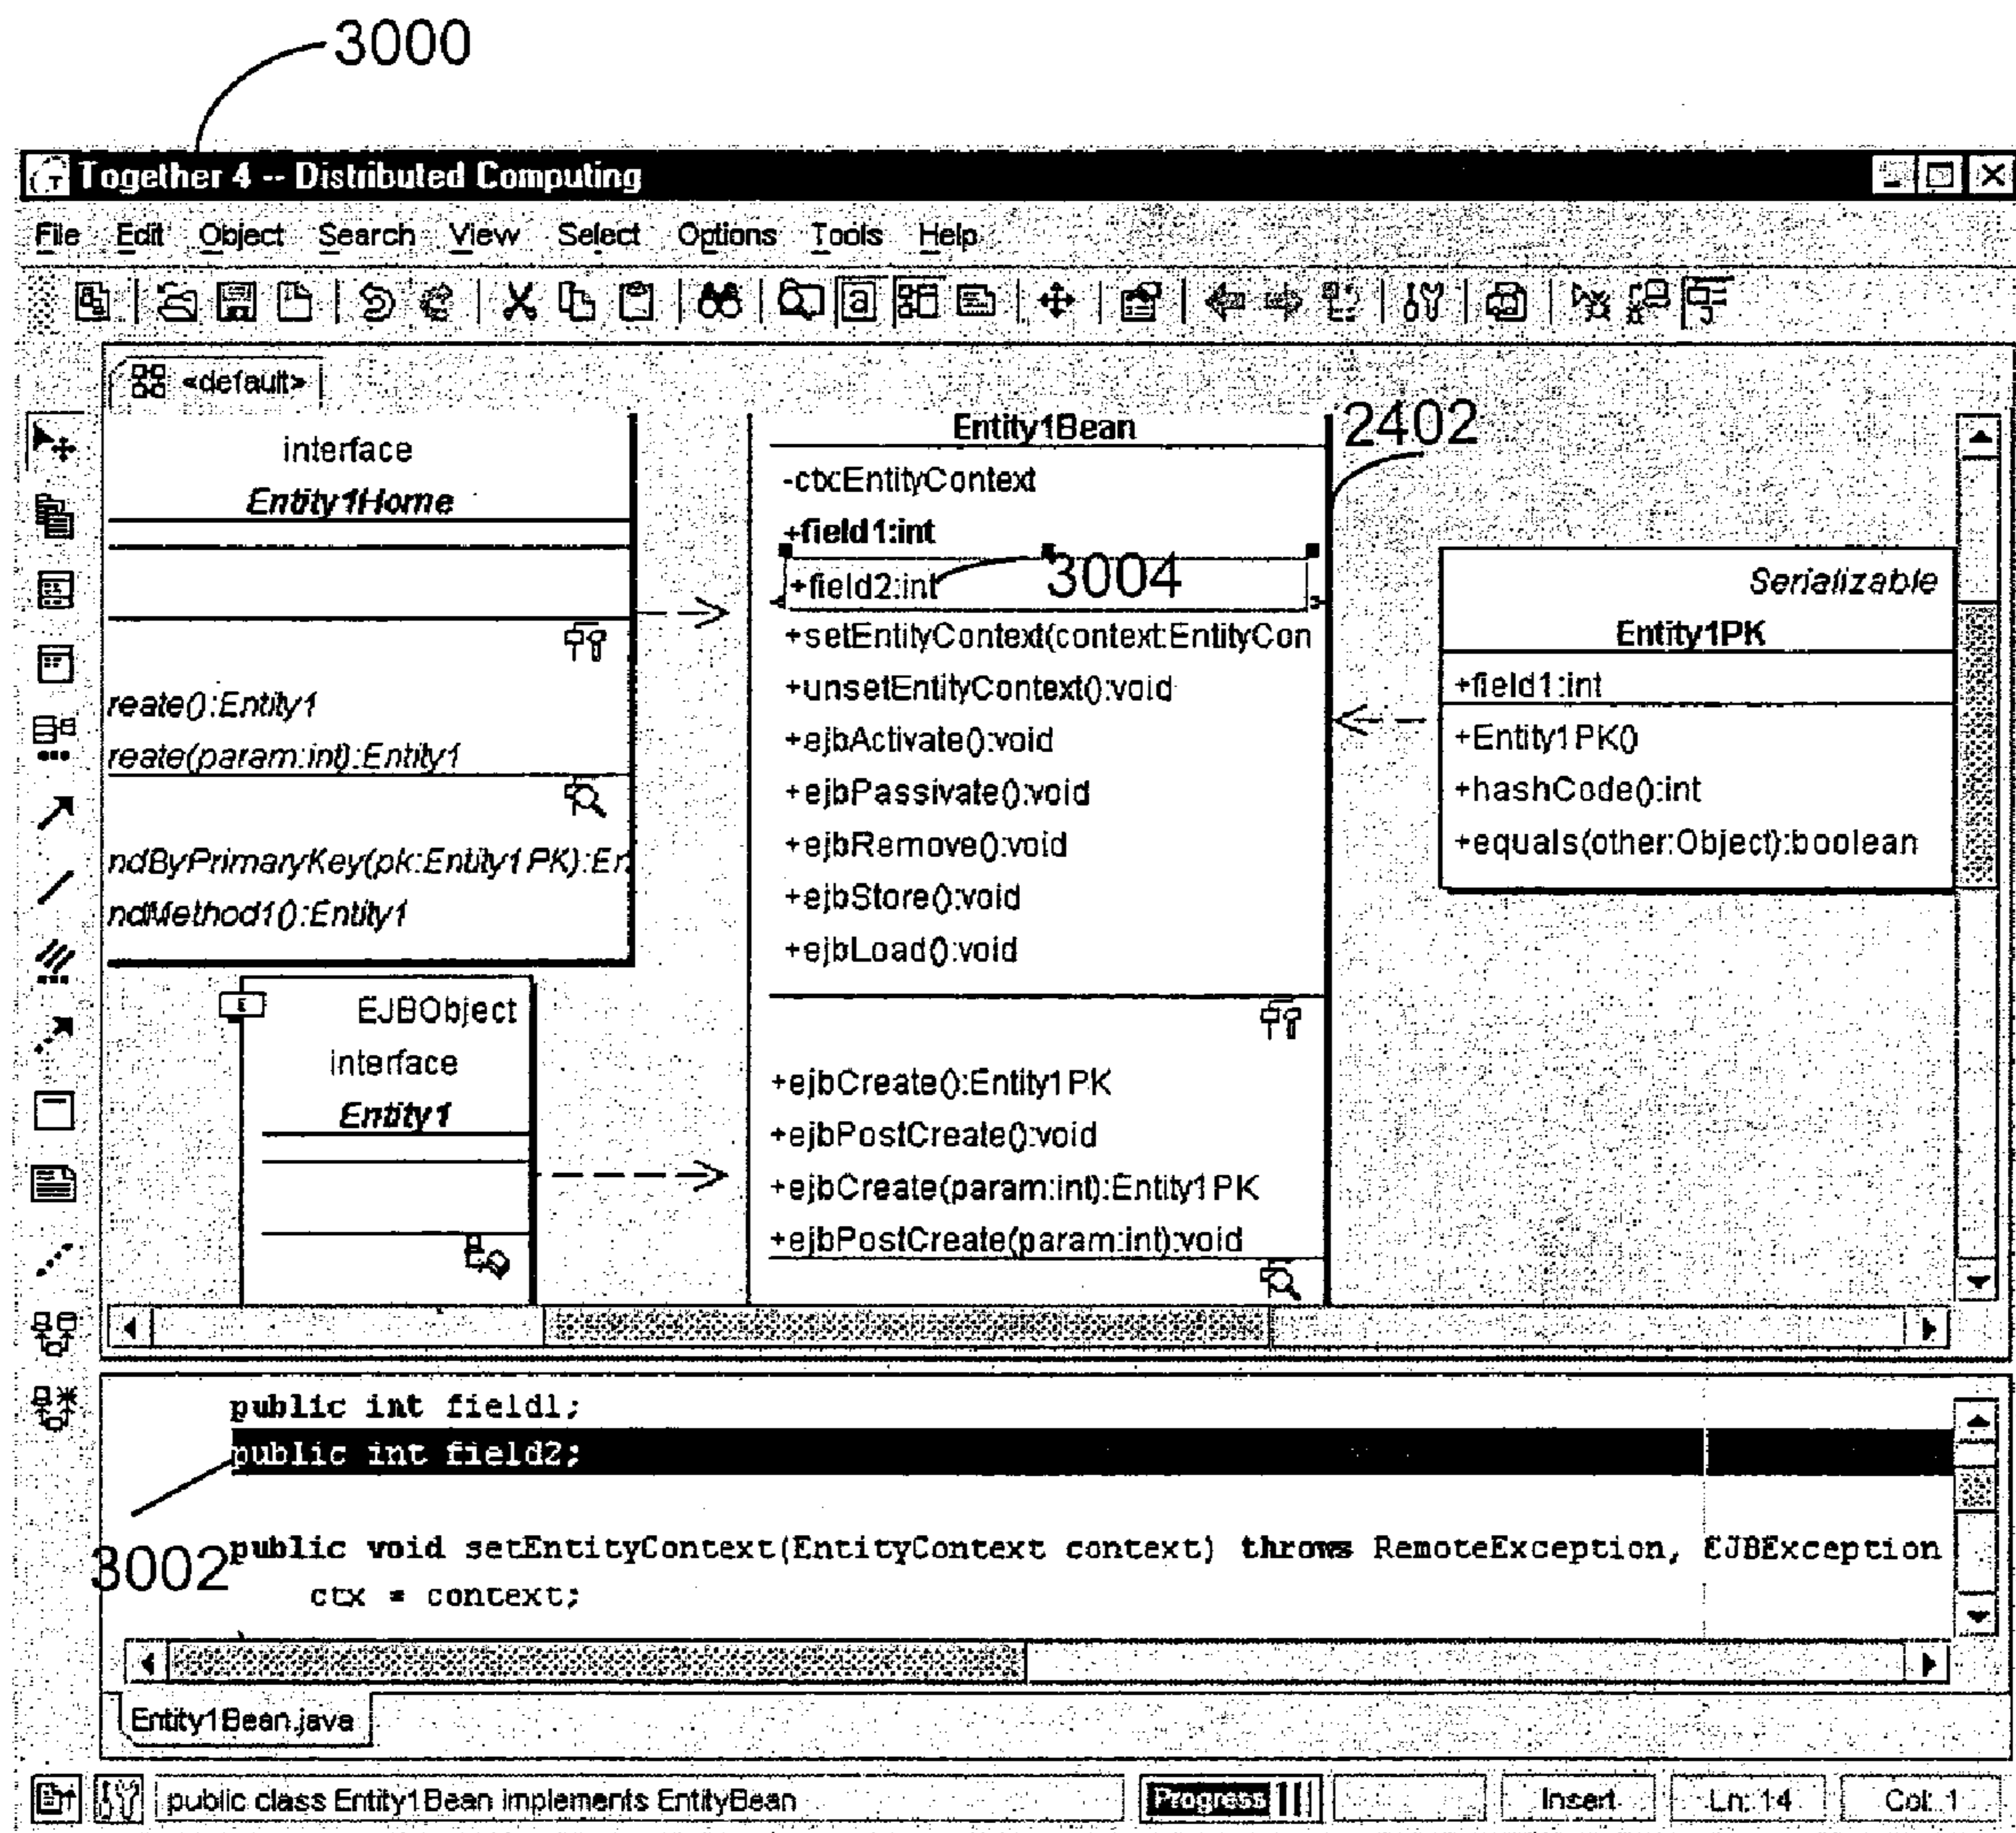 3000
Together 4 -- Distributed Computing
File Edit Object Search View Select Options Tools Help
<default>
interface
Entity1Home
reate():Entity1
reate(param:int):Entity1
ndByPrimaryKey(pk:Entity1PK):En
ndMethod1():Entity1
EJBObject
interface
Entity1
Entity1Bean
-ctx:EntityContext
+field1:int
+field2:int
3004
+setEntityContext(context:EntityCon
+unsetEntityContext():void
+ejbActivate():void
+ejbPassivate():void
+ejbRemove():void
+ejbStore():void
+ejbLoad():void
+ejbCreate():Entity1PK
+ejbPostCreate():void
+ejbCreate(param:int):Entity1PK
+ejbPostCreate(param:int):void
2402
Serializable
Entity1PK
+field1:int
+Entity1PK()
+hashCode():int
+equals(other:Object):boolean
public int field1;
public int field2;
3002
public void setEntityContext(EntityContext context) throws RemoteException, EJBException
ctx = context;
Entity1Bean.java
public class Entity1Bean implements EntityBean Progress Insert Ln: 14 Col: 1